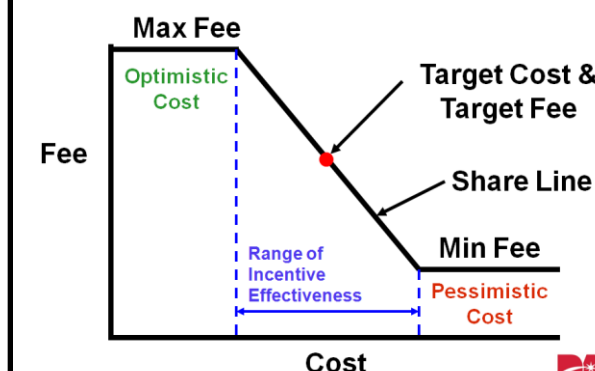 Max Fee
Optimistic
Cost
Target Cost &
Target Fee
Fee
Share Line
Range of
Incentive
Effectiveness
Min Fee
Pessimistic
Cost
Cost